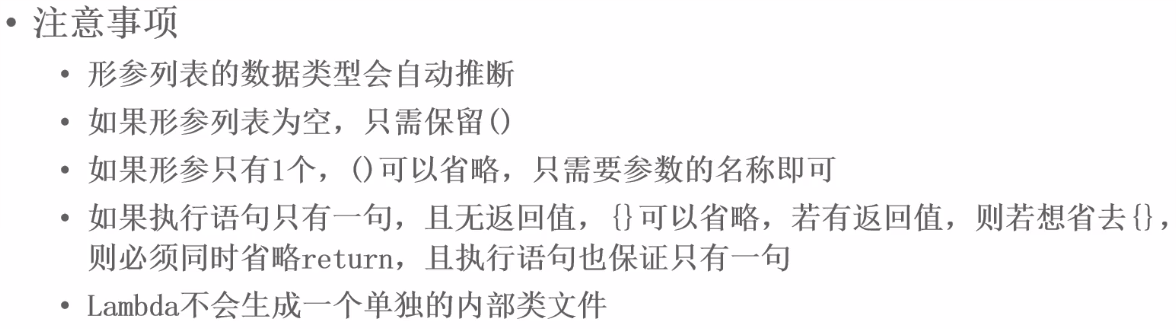 • 注意事项
• 形参列表的数据类型会自动推断
• 如果形参列表为空，只需保留()
• 如果形参只有1个，()可以省略，只需要参数的名称即可
• 如果执行语句只有一句，且无返回值，{}可以省略，若有返回值，则若想省去{}，
则必须同时省略return，且执行语句也保证只有一句
• Lambda不会生成一个单独的内部类文件